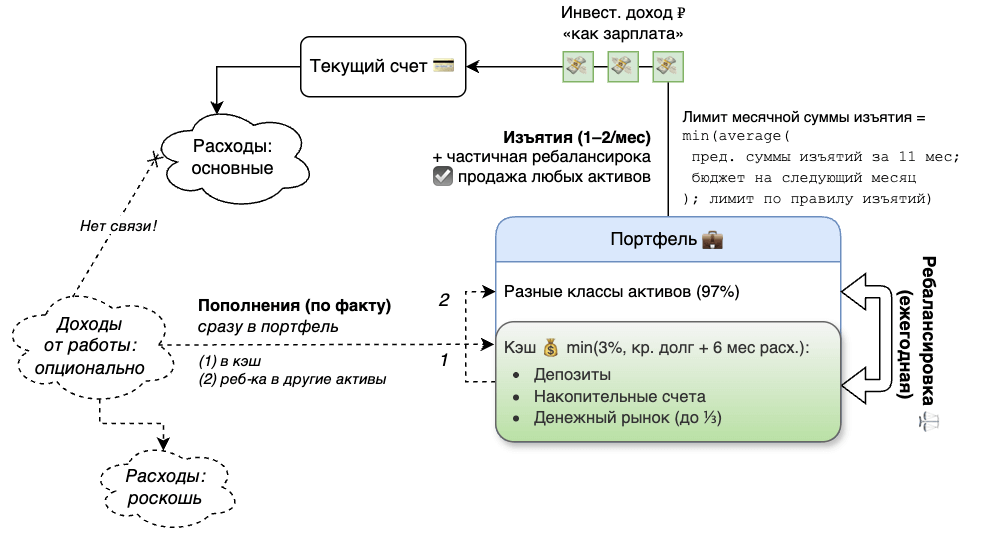 Инвест. доход ₽
«как зарплата»
Текущий счет
Лимит месячной суммы изъятия =
min(average(
пред. суммы изъятий за 11 мес;
бюджет на следующий месяц
); лимит по правилу изъятий)
Изъятия (1–2/мес)
+ частичная ребалансирока
продажа любых активов
Расходы:
основные
Нет связи!
Портфель
Разные классы активов (97%)
Кэш min(3%, кр. долг + 6 мес расх.):
• Депозиты
• Накопительные счета
• Денежный рынок (до ⅓)
Ребалансировка
(ежегодная)
Пополнения (по факту)
сразу в портфель
(1) в кэш
(2) реб-ка в другие активы
2
1
Доходы
от работы:
опционально
Расходы:
роскошь